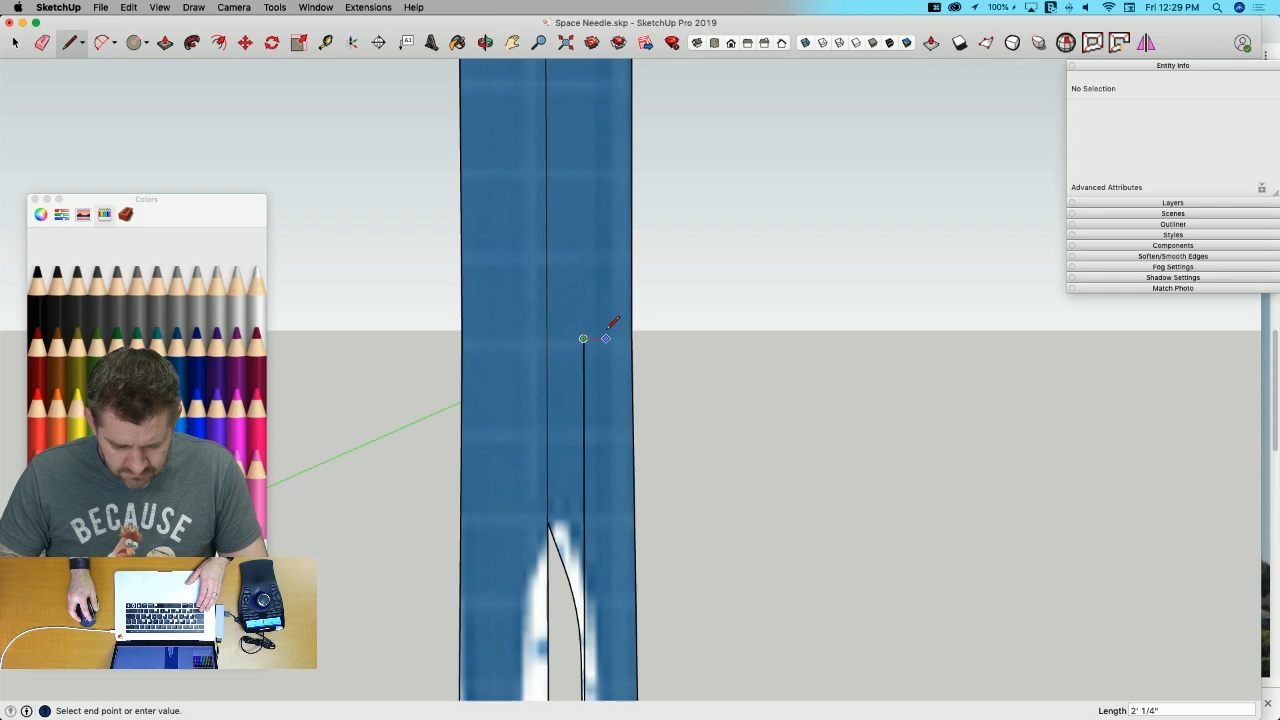 SketchUp File Edit View Draw Camera Tools Window Extensions Help 100% Fri 12:29 PM
Space Needle.skp - SketchUp Pro 2019
Entity Info
No Selection
Advanced Attributes
Layers
Scenes
Outliner
Styles
Components
Soften/Smooth Edges
Fog Settings
Shadow Settings
Match Photo
Colors
BECAUSE
Select end point or enter value.
Length 2' 1/4"